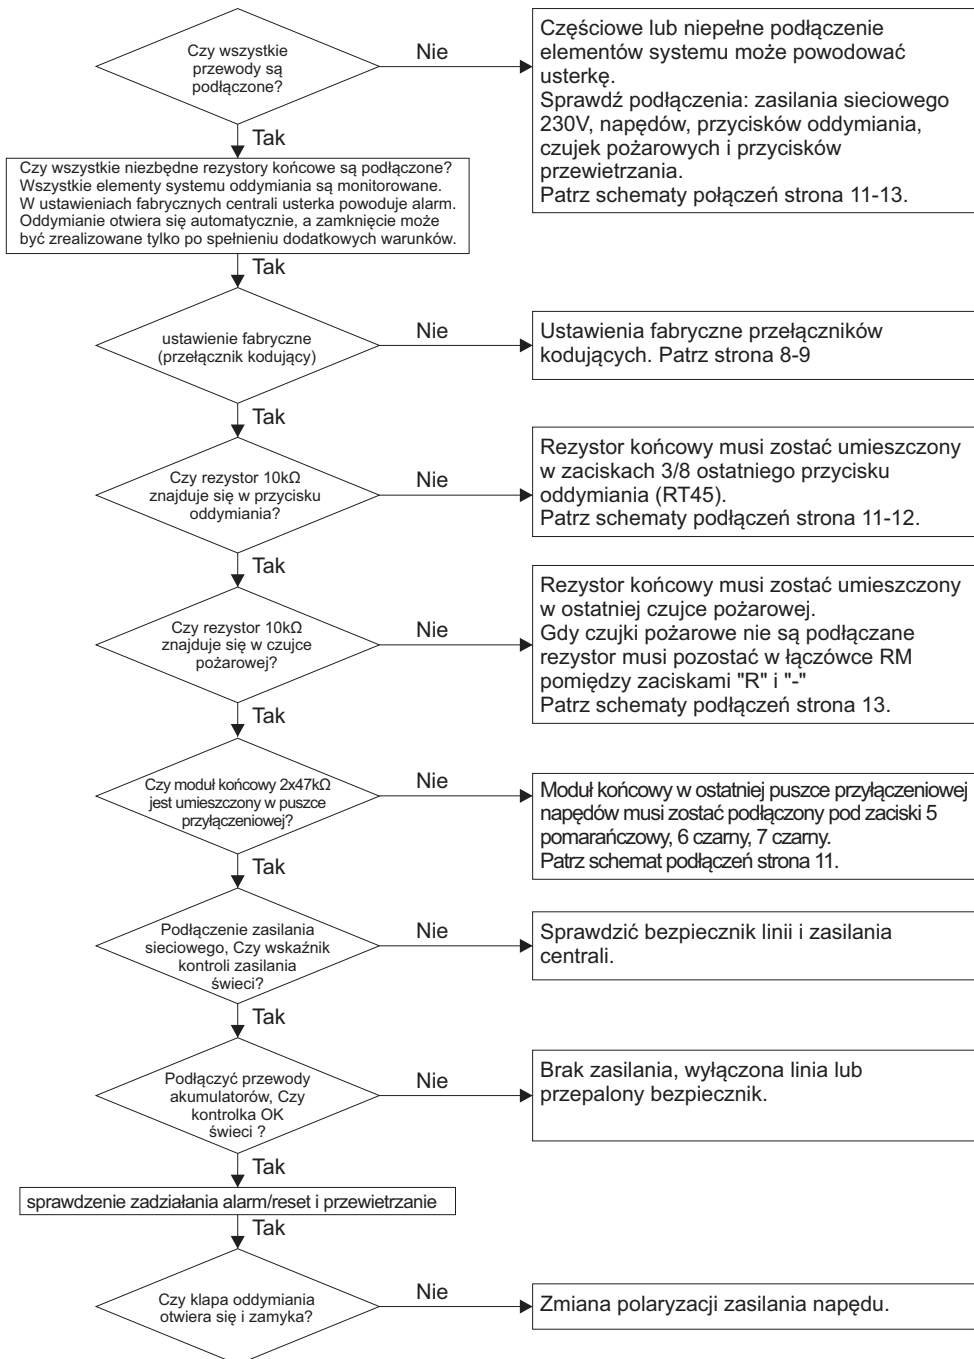 Czy wszystkie
przewody są
podłączone?
Nie
Częściowe lub niepełne podłączenie
elementów systemu może powodować
usterkę.
Sprawdź podłączenia: zasilania sieciowego
230V, napędów, przycisków oddymiania,
czujek pożarowych i przycisków
przewietrzania.
Patrz schematy połączeń strona 11-13.
Tak
Czy wszystkie niezbędne rezystory końcowe są podłączone?
Wszystkie elementy systemu oddymiania są monitorowane.
W ustawieniach fabrycznych centrali usterka powoduje alarm.
Oddymianie otwiera się automatycznie, a zamknięcie może
być zrealizowane tylko po spełnieniu dodatkowych warunków.
Tak
ustawienie fabryczne
(przełącznik kodujący)
Nie
Ustawienia fabryczne przełączników
kodujących. Patrz strona 8-9
Tak
Czy rezystor 10kΩ
znajduje się w przycisku
oddymiania?
Nie
Rezystor końcowy musi zostać umieszczony
w zaciskach 3/8 ostatniego przycisku
oddymiania (RT45).
Patrz schematy podłączeń strona 11-12.
Tak
Czy rezystor 10kΩ
znajduje się w czujce
pożarowej?
Nie
Rezystor końcowy musi zostać umieszczony
w ostatniej czujce pożarowej.
Gdy czujki pożarowe nie są podłączane
rezystor musi pozostać w łączówce RM
pomiędzy zaciskami "R" i "-"
Patrz schematy podłączeń strona 13.
Tak
Czy moduł końcowy 2x47kΩ
jest umieszczony w puszce
przyłączeniowej?
Nie
Moduł końcowy w ostatniej puszce przyłączeniowej
napędów musi zostać podłączony pod zaciski 5
pomarańczowy, 6 czarny, 7 czarny.
Patrz schemat podłączeń strona 11.
Tak
Podłączenie zasilania
sieciowego, Czy wskaźnik
kontroli zasilania
świeci?
Nie
Sprawdzić bezpiecznik linii i zasilania
centrali.
Tak
Podłączyć przewody
akumulatorów, Czy
kontrolka OK
świeci ?
Nie
Brak zasilania, wyłączona linia lub
przepalony bezpiecznik.
Tak
sprawdzenie zadziałania alarm/reset i przewietrzanie
Tak
Czy klapa oddymiania
otwiera się i zamyka?
Nie
Zmiana polaryzacji zasilania napędu.